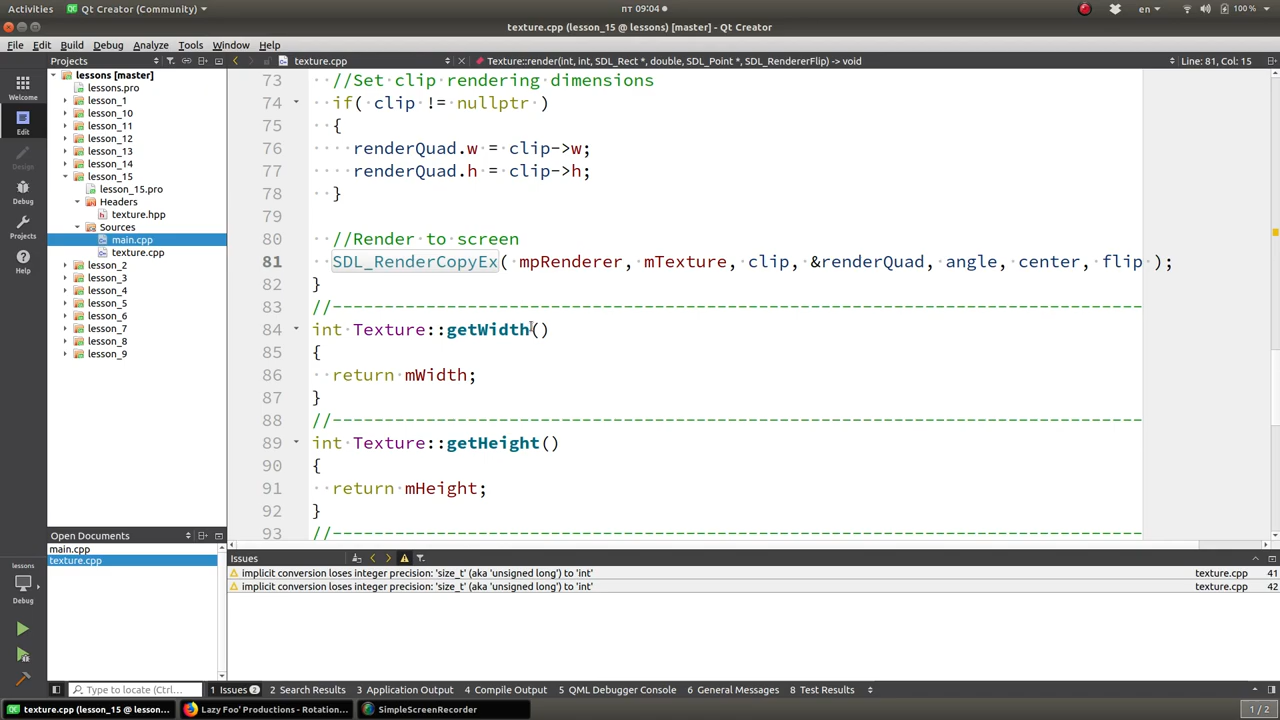 Activities Qt Creator (Community) пт 09:04 en 100 %
texture.cpp (lesson_15 @ lessons) [master] - Qt Creator
File Edit Build Debug Analyze Tools Window Help
Projects texture.cpp Texture::render(int, int, SDL_Rect *, double, SDL_Point *, SDL_RendererFlip) -> void Line: 81, Col: 15
Welcome
Edit
Design
Debug
Projects
Help
lessons
Debug
lessons [master]
lessons.pro
lesson_1
lesson_10
lesson_11
lesson_12
lesson_13
lesson_14
lesson_15
lesson_15.pro
Headers
texture.hpp
Sources
main.cpp
texture.cpp
lesson_2
lesson_3
lesson_4
lesson_5
lesson_6
lesson_7
lesson_8
lesson_9
Open Documents
main.cpp
texture.cpp
73 //Set clip rendering dimensions
74 if( clip != nullptr )
75 {
76 renderQuad.w = clip->w;
77 renderQuad.h = clip->h;
78 }
79
80 //Render to screen
81 SDL_RenderCopyEx( mpRenderer, mTexture, clip, &renderQuad, angle, center, flip );
82 }
83 //------------------------------------------------------------------------------
84 int Texture::getWidth()
85 {
86 return mWidth;
87 }
88 //------------------------------------------------------------------------------
89 int Texture::getHeight()
90 {
91 return mHeight;
92 }
93 //------------------------------------------------------------------------------
Issues
implicit conversion loses integer precision: 'size_t' (aka 'unsigned long') to 'int' texture.cpp 41
implicit conversion loses integer precision: 'size_t' (aka 'unsigned long') to 'int' texture.cpp 42
Type to locate (... 1 Issues 2 2 Search Results 3 Application Output 4 Compile Output 5 QML Debugger Console 6 General Messages 8 Test Results
texture.cpp (lesson_15 @ lesson... Lazy Foo' Productions - Rotation... SimpleScreenRecorder 1 / 2